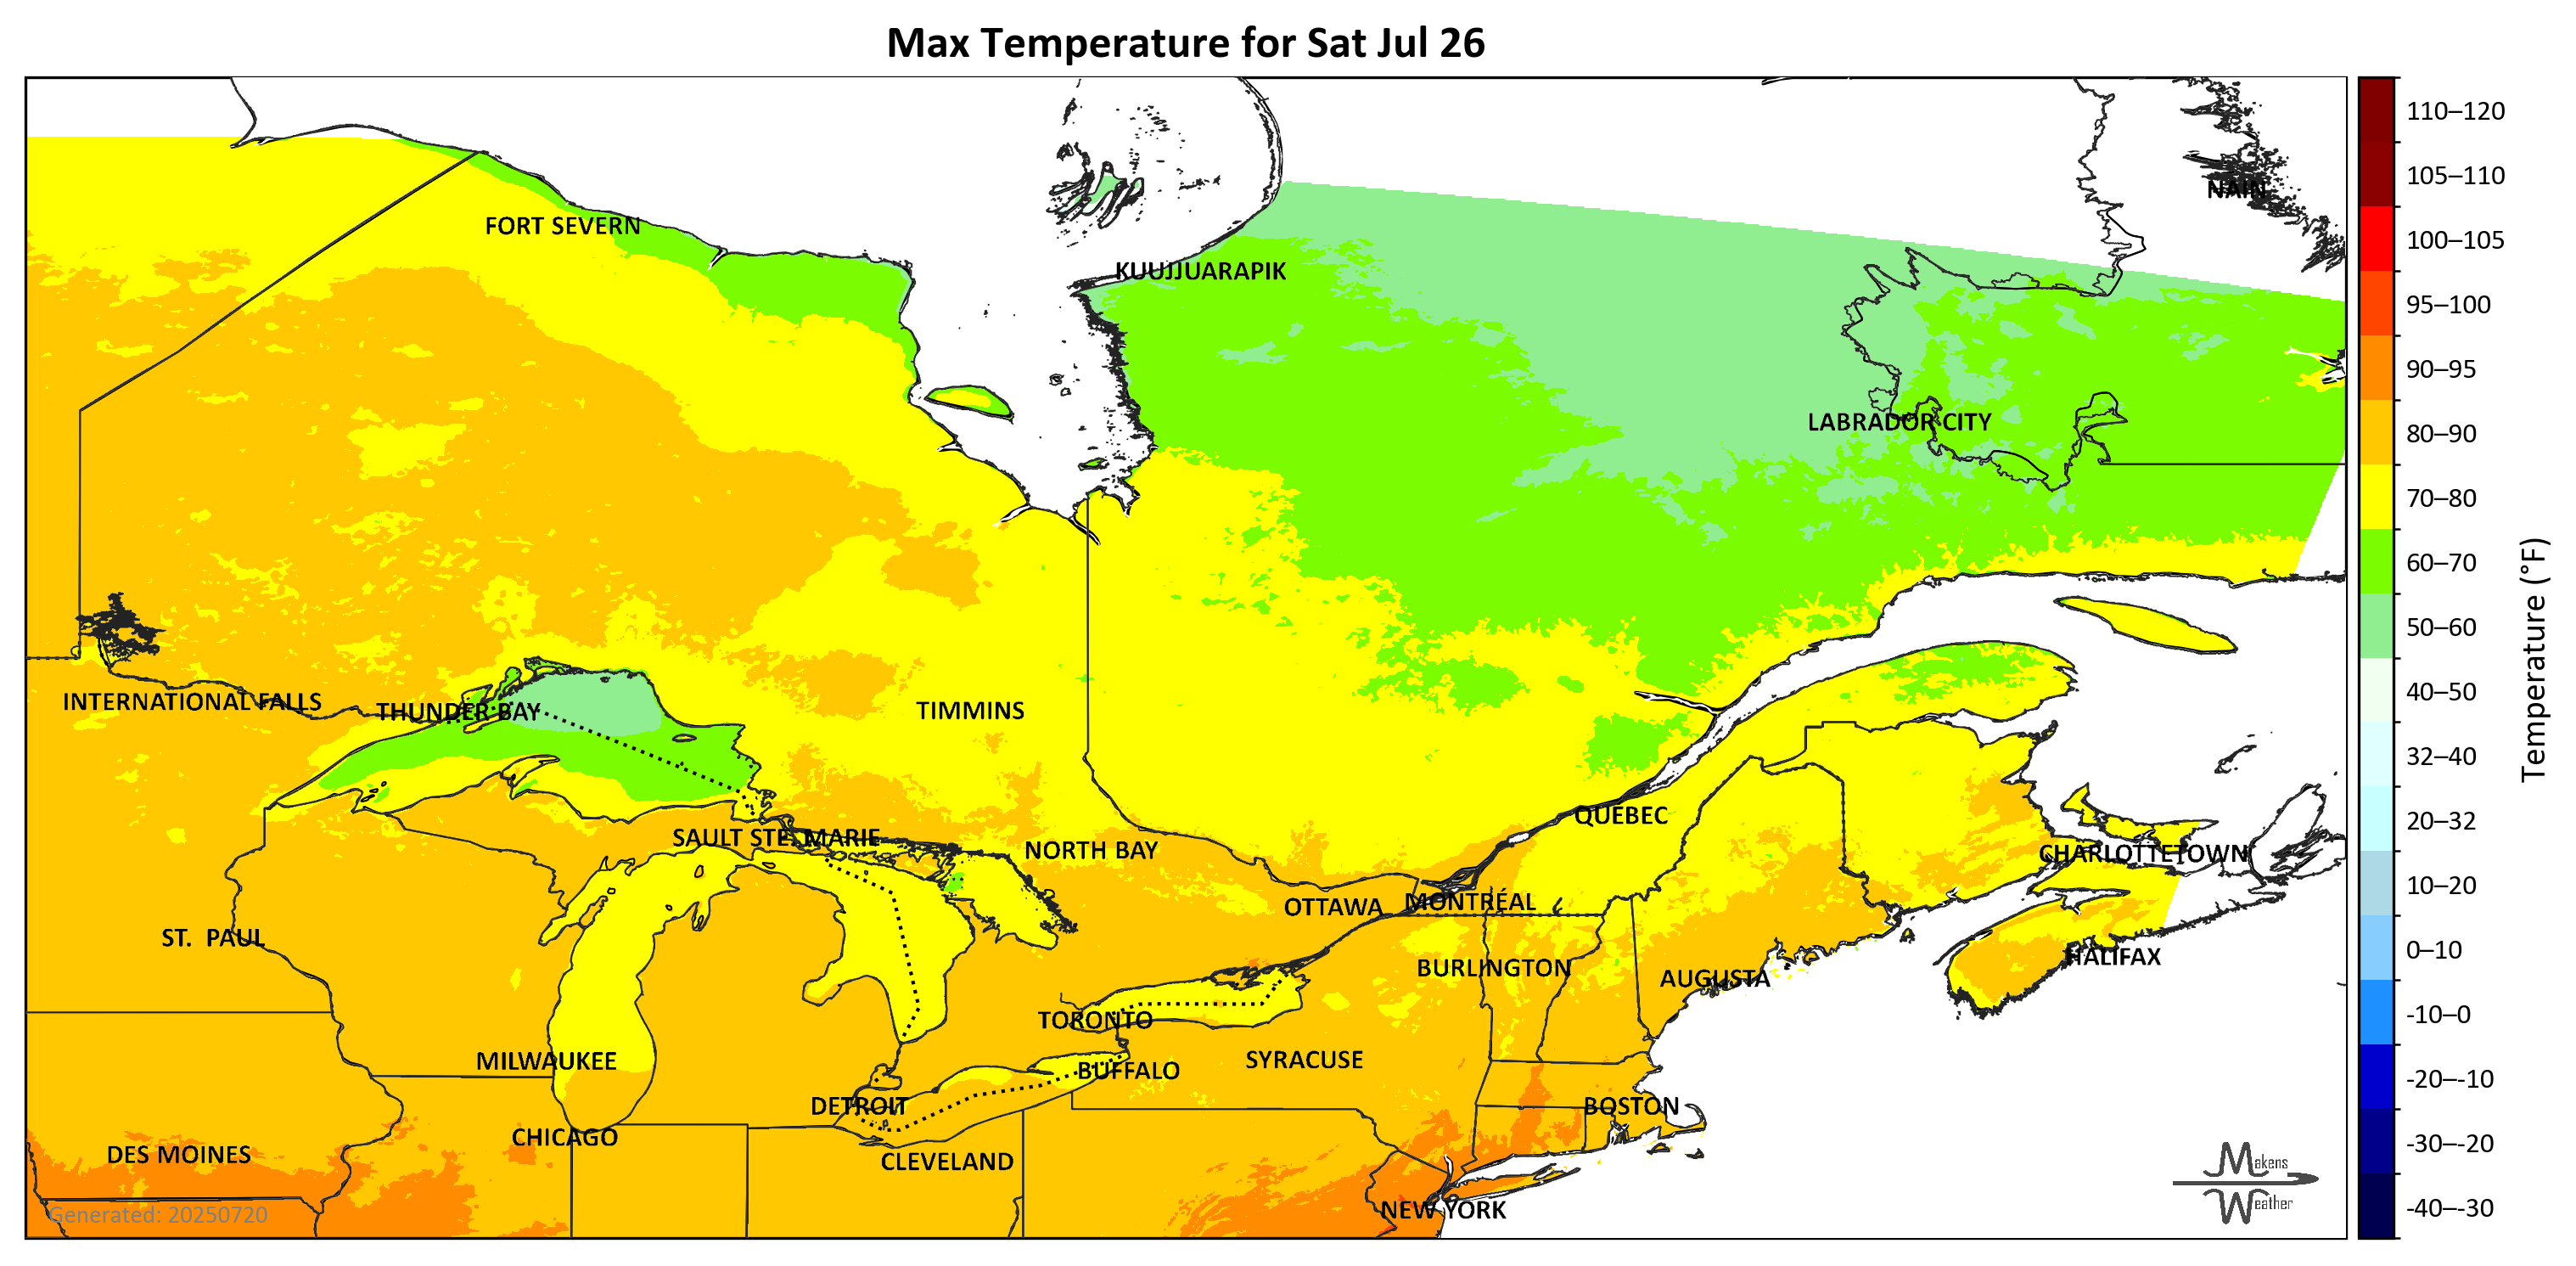 Max Temperature for Sat Jul 26
110–120
105–110
NAIN
FORT SEVERN
100–105
KUUJJUARAPIK
95–100
90–95
LABRADOR CITY
80–90
70–80
60–70
50–60
Temperature (°F)
40–50
INTERNATIONAL FALLS
THUNDER BAY
TIMMINS
32–40
QUEBEC
20–32
SAULT STE. MARIE
NORTH BAY
CHARLOTTETOWN
10–20
OTTAWA
MONTRÉAL
ST. PAUL
0–10
HALIFAX
BURLINGTON
AUGUSTA
-10–0
TORONTO
MILWAUKEE
SYRACUSE
BUFFALO
-20–-10
DETROIT
BOSTON
CHICAGO
-30–-20
DES MOINES
CLEVELAND
Makens
Weather
-40–-30
NEW YORK
Generated: 20250720